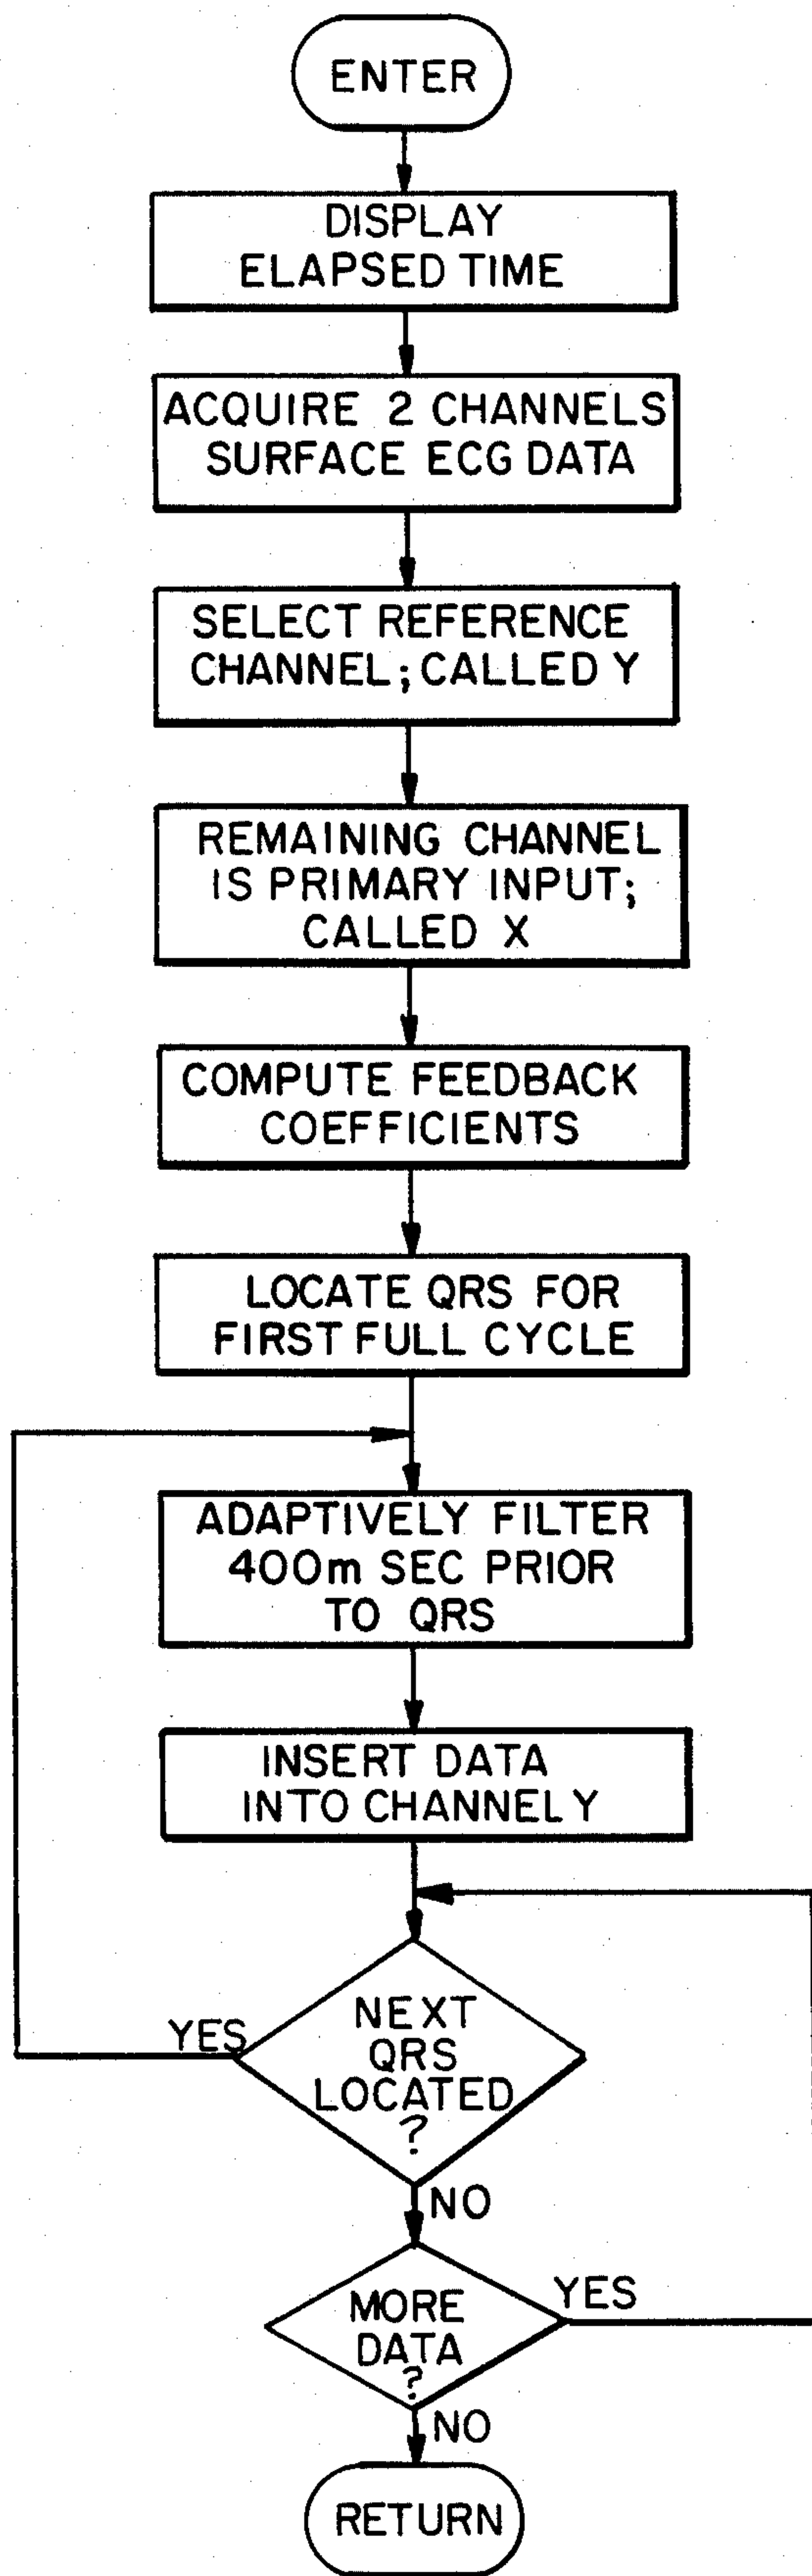 ENTER
DISPLAY
ELAPSED TIME
ACQUIRE 2 CHANNELS
SURFACE ECG DATA
SELECT REFERENCE
CHANNEL; CALLED Y
REMAINING CHANNEL
IS PRIMARY INPUT;
CALLED X
COMPUTE FEEDBACK
COEFFICIENTS
LOCATE QRS FOR
FIRST FULL CYCLE
ADAPTIVELY FILTER
400m SEC PRIOR
TO QRS
INSERT DATA
INTO CHANNEL Y
YES
NEXT
QRS
LOCATED
?
NO
YES
MORE
DATA
?
NO
RETURN